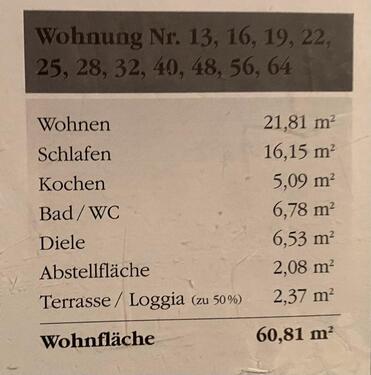 Wohnung Nr. 13, 16, 19, 22,
25, 28, 32, 40, 48, 56, 64
Wohnen 21,81 m²
Schlafen 16,15 m²
Kochen 5,09 m²
Bad / WC 6,78 m²
Diele 6,53 m²
Abstellfläche 2,08 m²
Terrasse / Loggia (zu 50%) 2,37 m²
Wohnfläche 60,81 m²